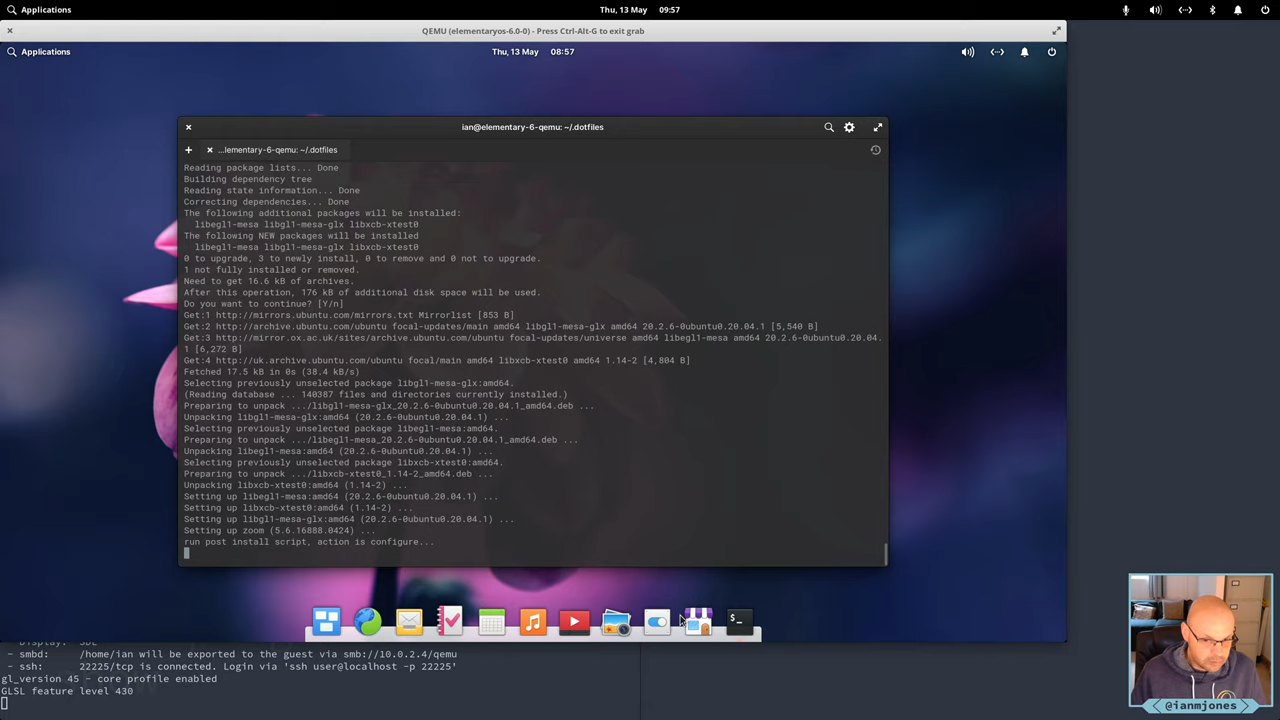 Applications
Thu, 13 May 09:57
QEMU (elementaryos-6.0-0) - Press Ctrl-Alt-G to exit grab
Applications
Thu, 13 May 08:57
ian@elementary-6-qemu: ~/.dotfiles
...lementary-6-qemu: ~/.dotfiles
Reading package lists... Done
Building dependency tree
Reading state information... Done
Correcting dependencies... Done
The following additional packages will be installed:
libegl1-mesa libgl1-mesa-glx libxcb-xtest0
The following NEW packages will be installed
libegl1-mesa libgl1-mesa-glx libxcb-xtest0
0 to upgrade, 3 to newly install, 0 to remove and 0 not to upgrade.
1 not fully installed or removed.
Need to get 16.6 kB of archives.
After this operation, 176 kB of additional disk space will be used.
Do you want to continue? [Y/n]
Get:1 http://mirrors.ubuntu.com/mirrors.txt Mirrorlist [853 B]
Get:2 http://archive.ubuntu.com/ubuntu focal-updates/main amd64 libgl1-mesa-glx amd64 20.2.6-0ubuntu0.20.04.1 [5,540 B]
Get:3 http://mirror.ox.ac.uk/sites/archive.ubuntu.com/ubuntu focal-updates/universe amd64 libegl1-mesa amd64 20.2.6-0ubuntu0.20.04.
1 [6,272 B]
Get:4 http://uk.archive.ubuntu.com/ubuntu focal/main amd64 libxcb-xtest0 amd64 1.14-2 [4,804 B]
Fetched 17.5 kB in 0s (38.4 kB/s)
Selecting previously unselected package libgl1-mesa-glx:amd64.
(Reading database ... 140387 files and directories currently installed.)
Preparing to unpack .../libgl1-mesa-glx_20.2.6-0ubuntu0.20.04.1_amd64.deb ...
Unpacking libgl1-mesa-glx:amd64 (20.2.6-0ubuntu0.20.04.1) ...
Selecting previously unselected package libegl1-mesa:amd64.
Preparing to unpack .../libegl1-mesa_20.2.6-0ubuntu0.20.04.1_amd64.deb ...
Unpacking libegl1-mesa:amd64 (20.2.6-0ubuntu0.20.04.1) ...
Selecting previously unselected package libxcb-xtest0:amd64.
Preparing to unpack .../libxcb-xtest0_1.14-2_amd64.deb ...
Unpacking libxcb-xtest0:amd64 (1.14-2) ...
Setting up libegl1-mesa:amd64 (20.2.6-0ubuntu0.20.04.1) ...
Setting up libxcb-xtest0:amd64 (1.14-2) ...
Setting up libgl1-mesa-glx:amd64 (20.2.6-0ubuntu0.20.04.1) ...
Setting up zoom (5.6.16888.0424) ...
run post install script, action is configure...
- Display: SDL
- smbd: /home/ian will be exported to the guest via smb://10.0.2.4/qemu
- ssh: 22225/tcp is connected. Login via 'ssh user@localhost -p 22225'
gl_version 45 - core profile enabled
GLSL feature level 430
@ianmjones